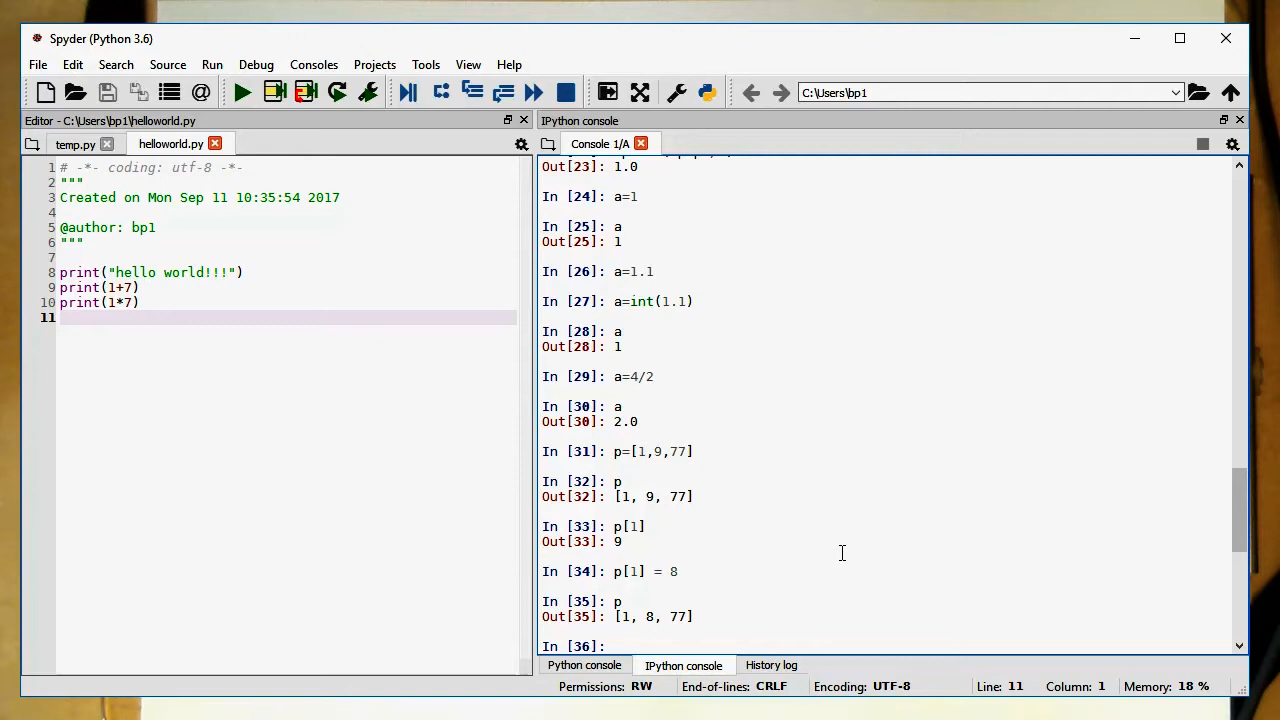 Spyder (Python 3.6)
File Edit Search Source Run Debug Consoles Projects Tools View Help
C:\Users\bp1
Editor - C:\Users\bp1\helloworld.py
temp.py helloworld.py
1 # -*- coding: utf-8 -*-
2 """
3 Created on Mon Sep 11 10:35:54 2017
4
5 @author: bp1
6 """
7
8 print("hello world!!!")
9 print(1+7)
10 print(1*7)
11
IPython console
Console 1/A
Out[23]: 1.0
In [24]: a=1
In [25]: a
Out[25]: 1
In [26]: a=1.1
In [27]: a=int(1.1)
In [28]: a
Out[28]: 1
In [29]: a=4/2
In [30]: a
Out[30]: 2.0
In [31]: p=[1,9,77]
In [32]: p
Out[32]: [1, 9, 77]
In [33]: p[1]
Out[33]: 9
In [34]: p[1] = 8
In [35]: p
Out[35]: [1, 8, 77]
In [36]:
Python console IPython console History log
Permissions: RW End-of-lines: CRLF Encoding: UTF-8 Line: 11 Column: 1 Memory: 18 %